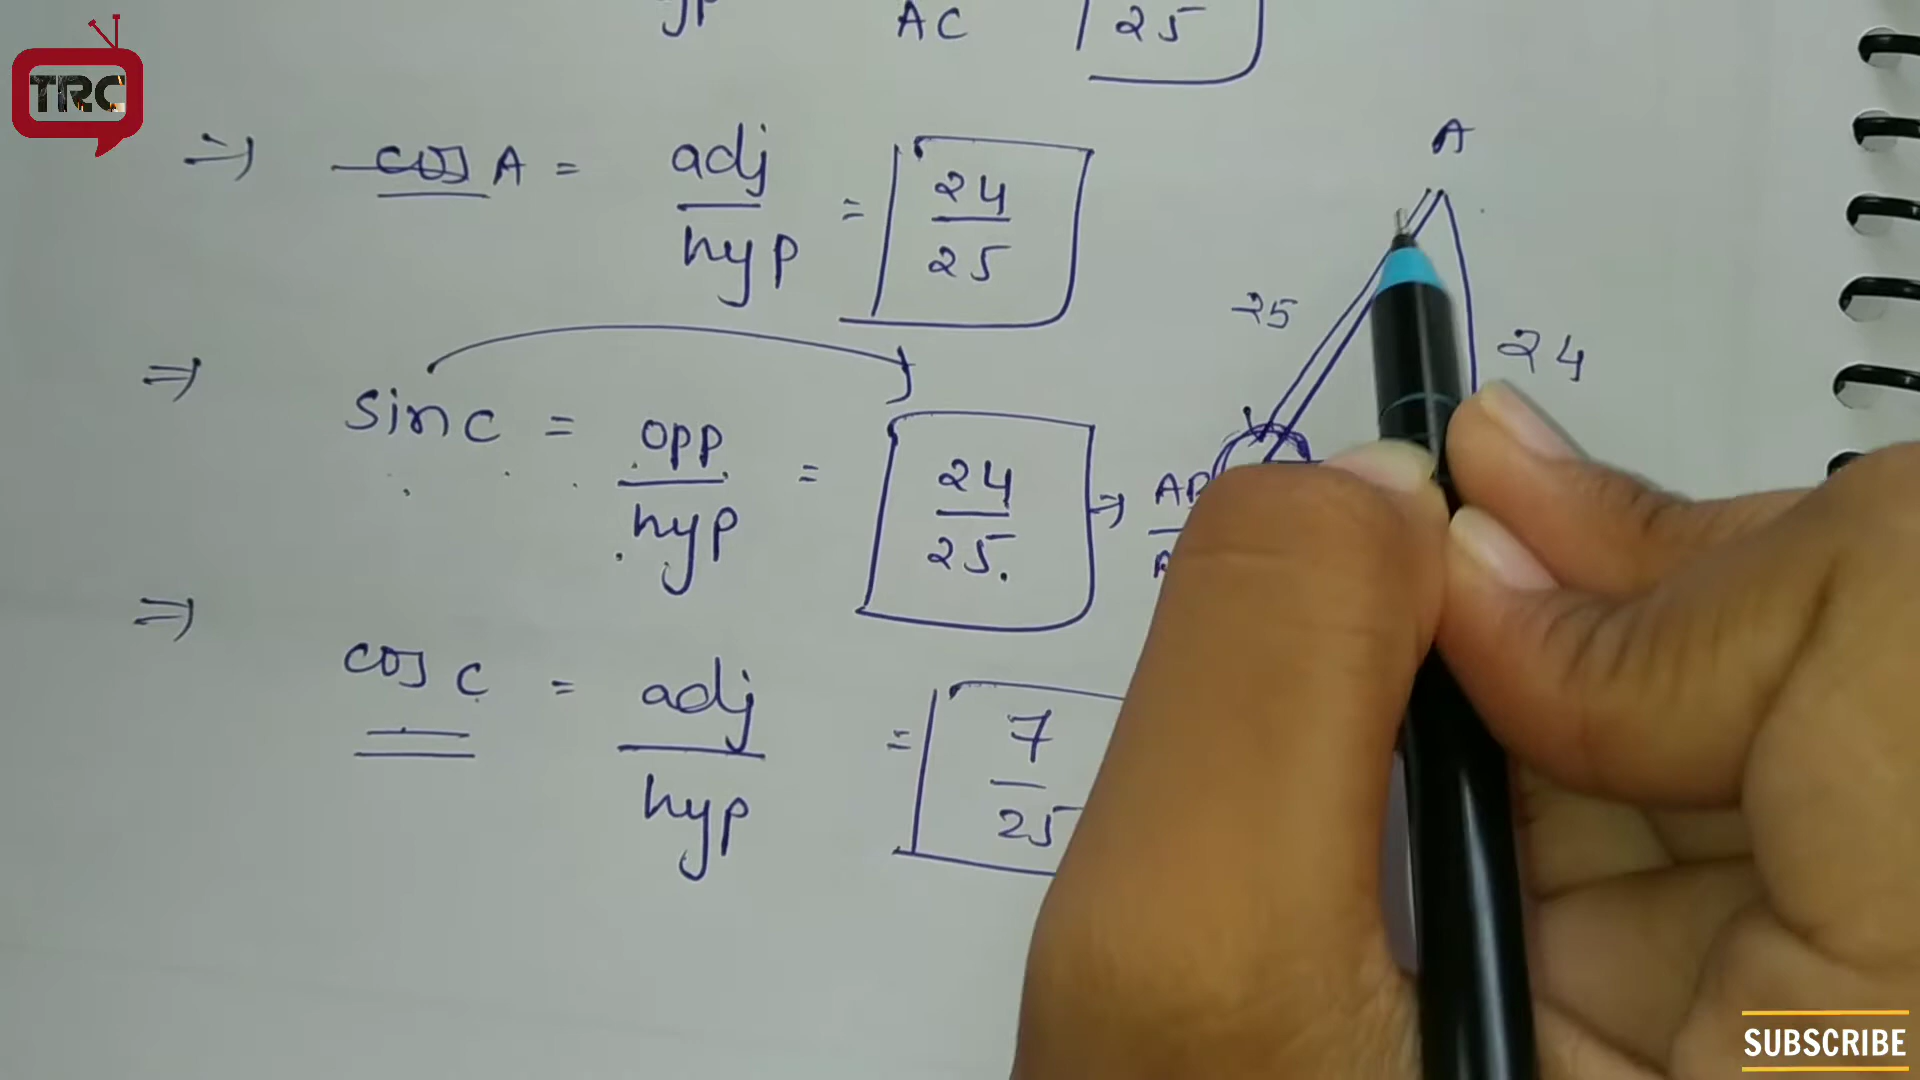 TRC
AC 25
⇒ cos A = adj/hyp = 24/25
A
25
24
⇒ sin c = opp/hyp = 24/25 ⇒ AB
⇒ cos c = adj/hyp = 7/25
SUBSCRIBE